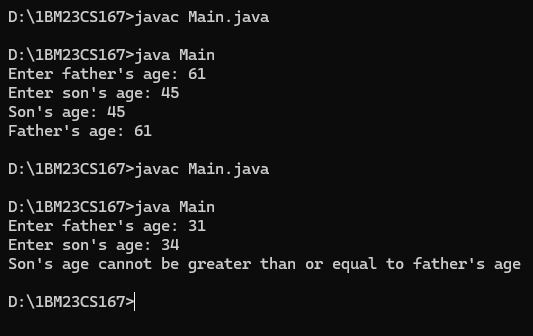 D:\1BM23CS167>javac Main.java
D:\1BM23CS167>java Main
Enter father's age: 61
Enter son's age: 45
Son's age: 45
Father's age: 61
D:\1BM23CS167>javac Main.java
D:\1BM23CS167>java Main
Enter father's age: 31
Enter son's age: 34
Son's age cannot be greater than or equal to father's age
D:\1BM23CS167>